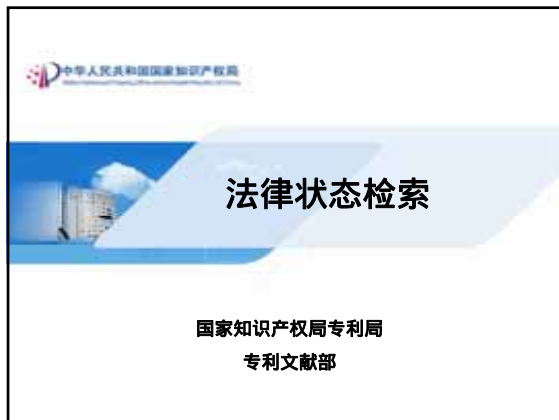 中华人民共和国国家知识产权局
法律状态检索
国家知识产权局专利局
专利文献部